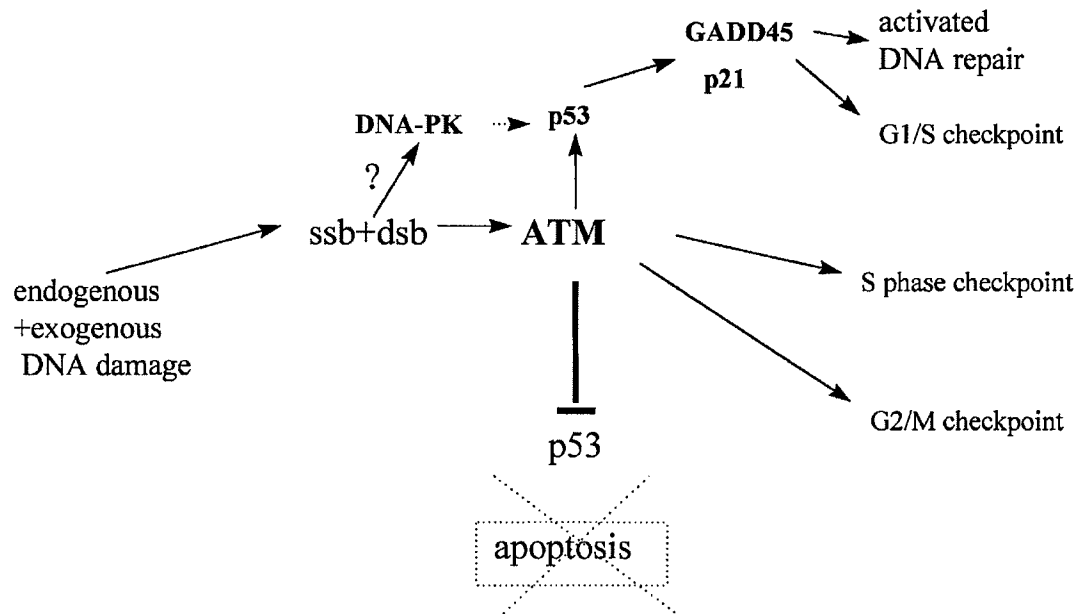 GADD45
p21
activated
DNA repair
G1/S checkpoint
DNA-PK
p53
?
ssb+dsb
ATM
S phase checkpoint
endogenous
+exogenous
DNA damage
G2/M checkpoint
p53
apoptosis